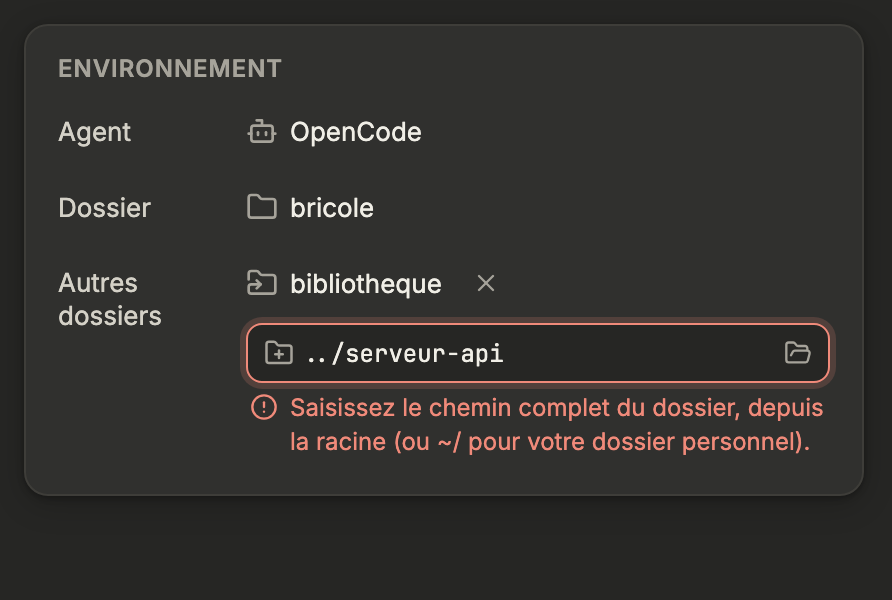 ENVIRONNEMENT
Agent OpenCode
Dossier bricole
Autres dossiers bibliotheque
../serveur-api
Saisissez le chemin complet du dossier, depuis
la racine (ou ~/ pour votre dossier personnel).